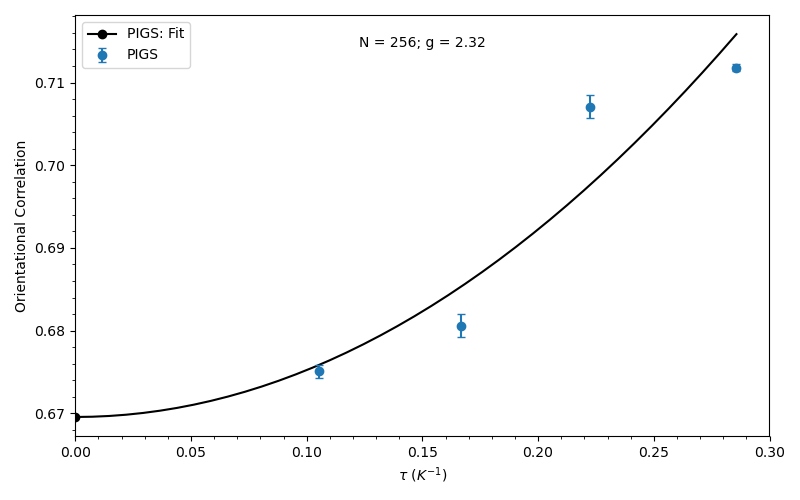 PIGS: Fit
PIGS
N = 256; g = 2.32
Orientational Correlation
0.71
0.70
0.69
0.68
0.67
0.00 0.05 0.10 0.15 0.20 0.25 0.30
τ (K⁻¹)